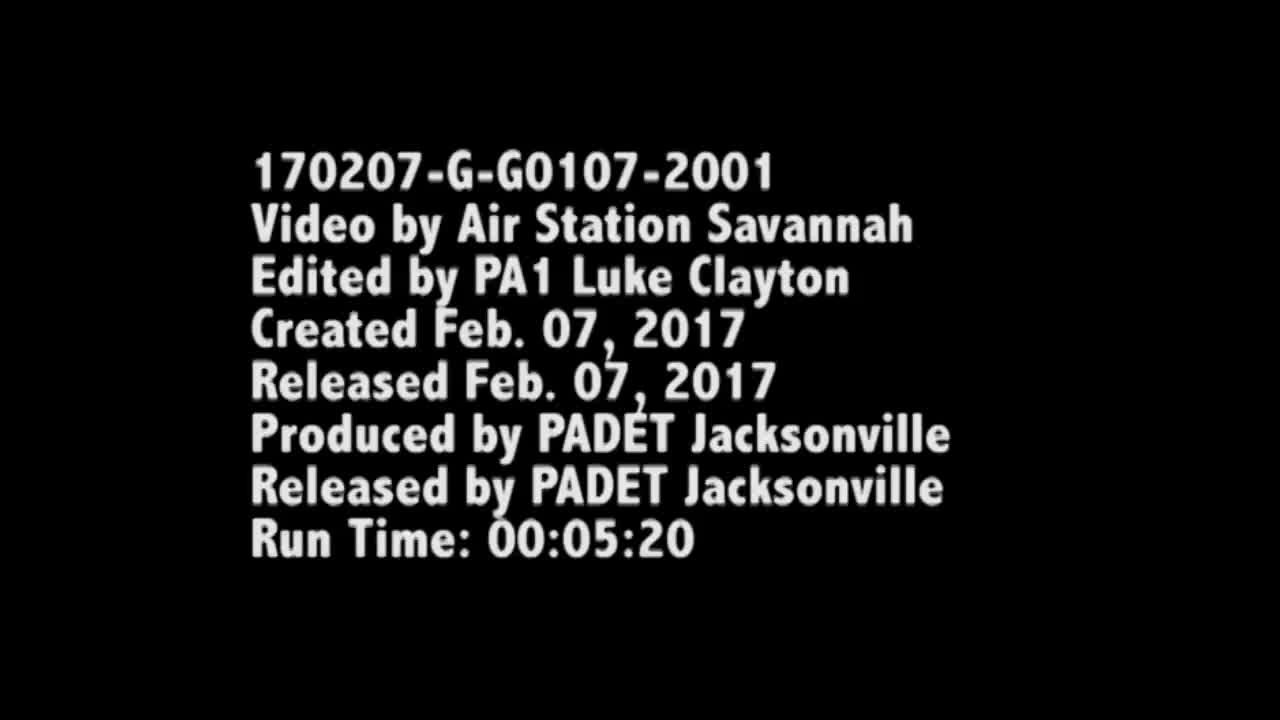 170207-G-G0107-2001
Video by Air Station Savannah
Edited by PA1 Luke Clayton
Created Feb. 07, 2017
Released Feb. 07, 2017
Produced by PADET Jacksonville
Released by PADET Jacksonville
Run Time: 00:05:20